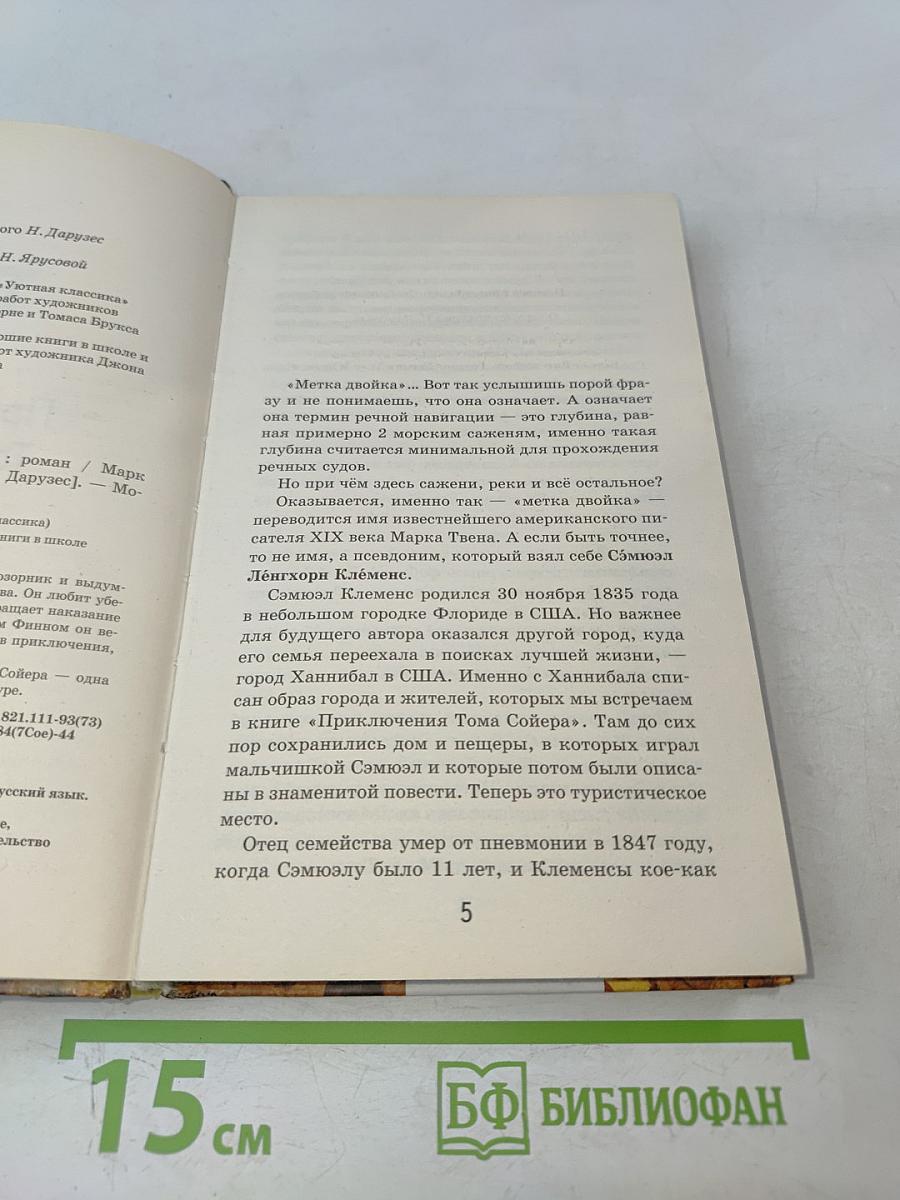 ого Н. Дарузес
Н. Ярусовой
«Уютная классика»
работ художников
ерне и Томаса Брукса
ошие книги в школе и
от художника Джона
: роман / Марк
Дарузес]. — Мо-
лассика)
ниги в школе
озорник и выдум-
ва. Он любит убе-
ращает наказание
м Финном он ве-
в приключения,
Сойера — одна
уре.
821.111-93(73)
84(7Сое)-44
усский язык.
е,
ельство
«Метка двойка»... Вот так услышишь порой фра-
зу и не понимаешь, что она означает. А означает
она термин речной навигации — это глубина, рав-
ная примерно 2 морским саженям, именно такая
глубина считается минимальной для прохождения
речных судов.
Но при чём здесь сажени, реки и всё остальное?
Оказывается, именно так — «метка двойка» —
переводится имя известнейшего американского пи-
сателя XIX века Марка Твена. А если быть точнее,
то не имя, а псевдоним, который взял себе Сэ́мюэл
Ле́нгхорн Кле́менс.
Сэмюэл Клеменс родился 30 ноября 1835 года
в небольшом городке Флориде в США. Но важнее
для будущего автора оказался другой город, куда
его семья переехала в поисках лучшей жизни, —
город Ханнибал в США. Именно с Ханнибала спи-
сан образ города и жителей, которых мы встречаем
в книге «Приключения Тома Сойера». Там до сих
пор сохранились дом и пещеры, в которых играл
мальчишкой Сэмюэл и которые потом были описа-
ны в знаменитой повести. Теперь это туристическое
место.
Отец семейства умер от пневмонии в 1847 году,
когда Сэмюэлу было 11 лет, и Клеменсы кое-как
5
15 см
БФ БИБЛИОФАН